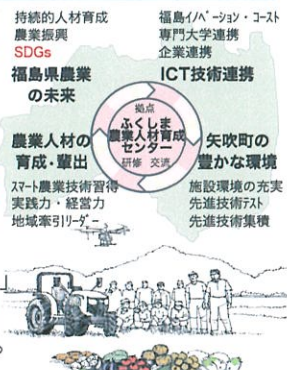 持続的人材育成
農業振興
SDGs
福島県農業
の未来
福島イノベーション・コースト
専門大学連携
企業連携
ICT技術連携
拠点
ふくしま
農業人材育成
センター
研修 交流
農業人材の
育成・輩出
スマート農業技術習得
実践力・経営力
地域牽引リーダー
矢吹町の
豊かな環境
施設環境の充実
先進技術テスト
先進技術集積